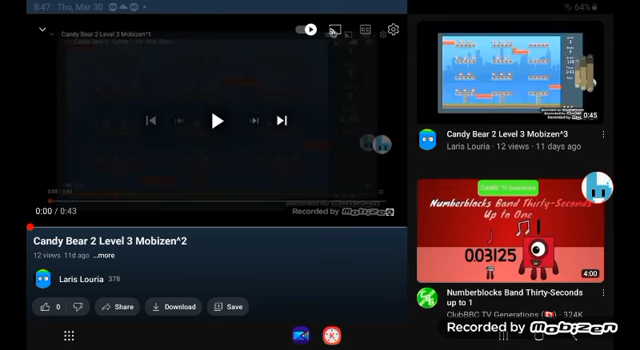 8:47 Thu, Mar 30
64%
Candy Bear 2 Level 3 Mobizen^2
0:00 / 0:43
Recorded by mobizen
Candy Bear 2 Level 3 Mobizen^2
12 views 11d ago ...more
Laris Louria 378
0
Share
Download
Save
0:45
Candy Bear 2 Level 3 Mobizen^3
Laris Louria · 12 views · 11 days ago
CBBC TV Generations
Numberblocks Band Thirty-Seconds
Up to One
0.03125
4:00
Numberblocks Band Thirty-Seconds
up to 1
ClubBBC TV Generations
324K
Recorded by mobizen